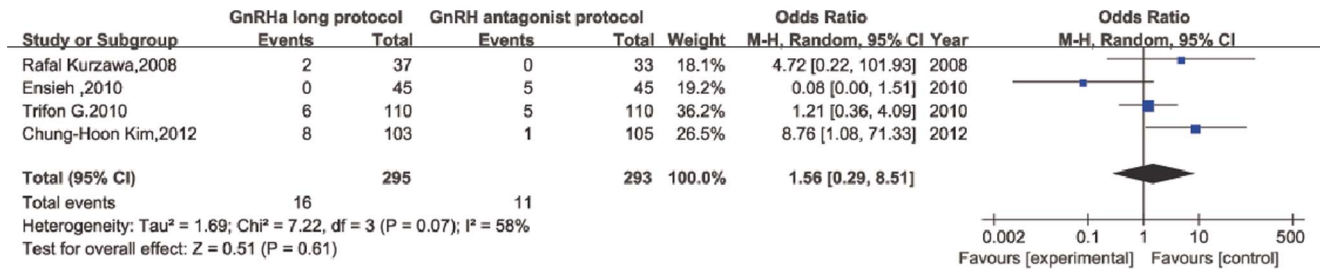 GnRHa long protocol GnRH antagonist protocol Odds Ratio Odds Ratio
Study or Subgroup Events Total Events Total Weight M-H, Random, 95% CI Year M-H, Random, 95% CI
Rafal Kurzawa,2008 2 37 0 33 18.1% 4.72 [0.22, 101.93] 2008
Ensieh ,2010 0 45 5 45 19.2% 0.08 [0.00, 1.51] 2010
Trifon G.2010 6 110 5 110 36.2% 1.21 [0.36, 4.09] 2010
Chung-Hoon Kim,2012 8 103 1 105 26.5% 8.76 [1.08, 71.33] 2012
Total (95% CI) 295 293 100.0% 1.56 [0.29, 8.51]
Total events 16 11
Heterogeneity: Tau² = 1.69; Chi² = 7.22, df = 3 (P = 0.07); I² = 58%
Test for overall effect: Z = 0.51 (P = 0.61)
0.002 0.1 1 10 500
Favours [experimental] Favours [control]